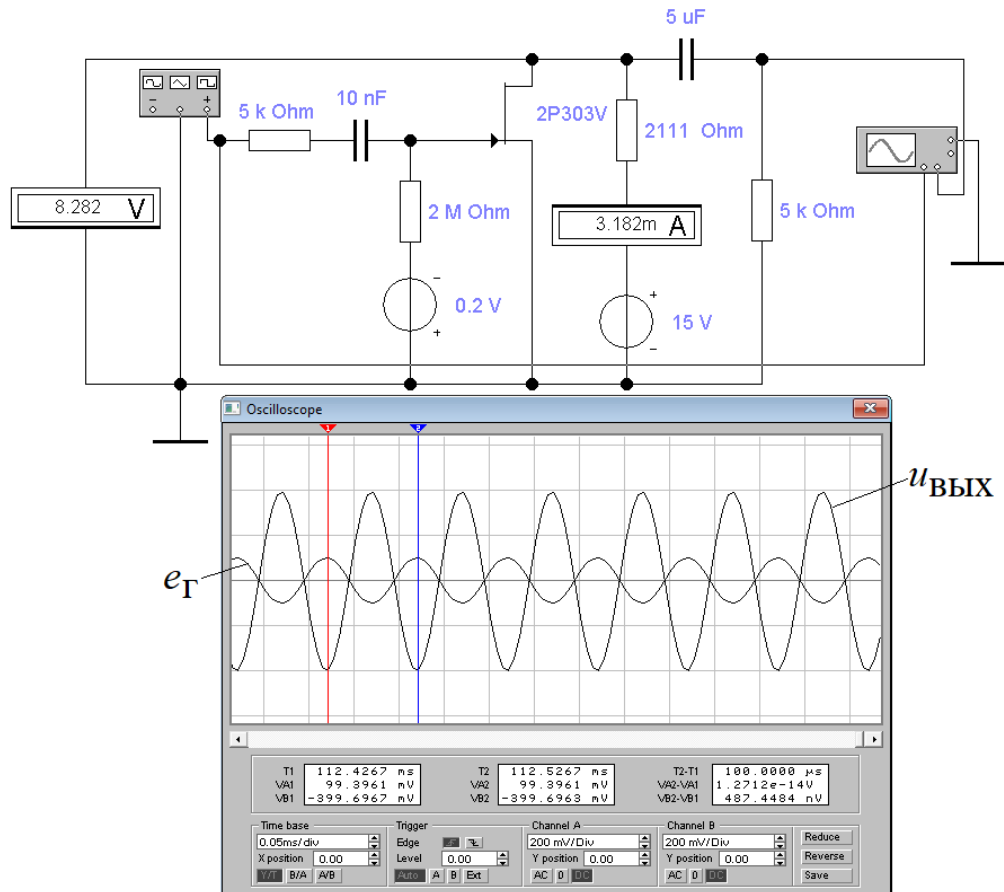 5 uF
− +
5 k Ohm
10 nF
2P303V
2111 Ohm
8.282 V
2 M Ohm
3.182m A
5 k Ohm
−
0.2 V
+
+
15 V
−
Oscilloscope
1 2
uВЫХ
eГ
T1 112.4267 ms
VA1 99.3961 mV
VB1 -399.6967 mV
T2 112.5267 ms
VA2 99.3961 mV
VB2 -399.6963 mV
T2-T1 100.0000 µs
VA2-VA1 1.2712e-14V
VB2-VB1 487.4484 nV
Time base
0.05ms/div
X position 0.00
Y/T B/A A/B
Trigger
Edge
Level 0.00
Auto A B Ext
Channel A
200 mV/Div
Y position 0.00
AC 0 DC
Channel B
200 mV/Div
Y position 0.00
AC 0 DC
Reduce
Reverse
Save